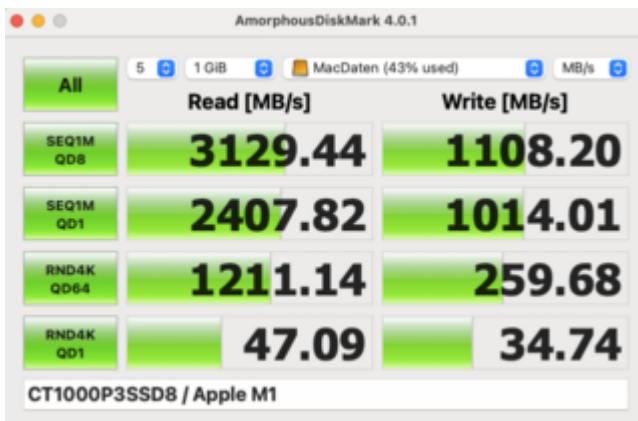 AmorphousDiskMark 4.0.1
All
5 1 GiB MacDaten (43% used) MB/s
Read [MB/s] Write [MB/s]
SEQ1M
QD8
3129.44 1108.20
SEQ1M
QD1
2407.82 1014.01
RND4K
QD64
1211.14 259.68
RND4K
QD1
47.09 34.74
CT1000P3SSD8 / Apple M1